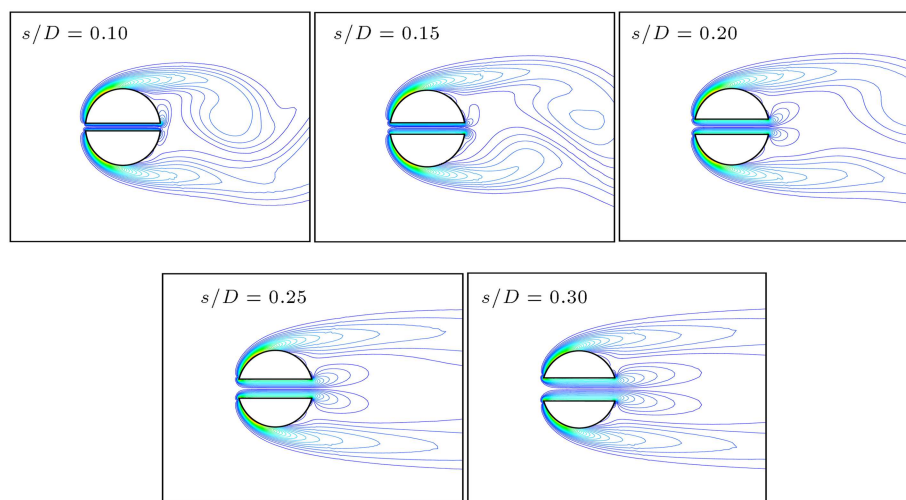 s/D = 0.10
s/D = 0.15
s/D = 0.20
s/D = 0.25
s/D = 0.30